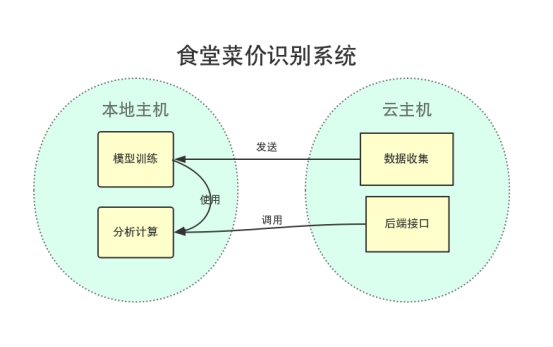 食堂菜价识别系统
本地主机
云主机
模型训练
发送
数据收集
使用
分析计算
调用
后端接口